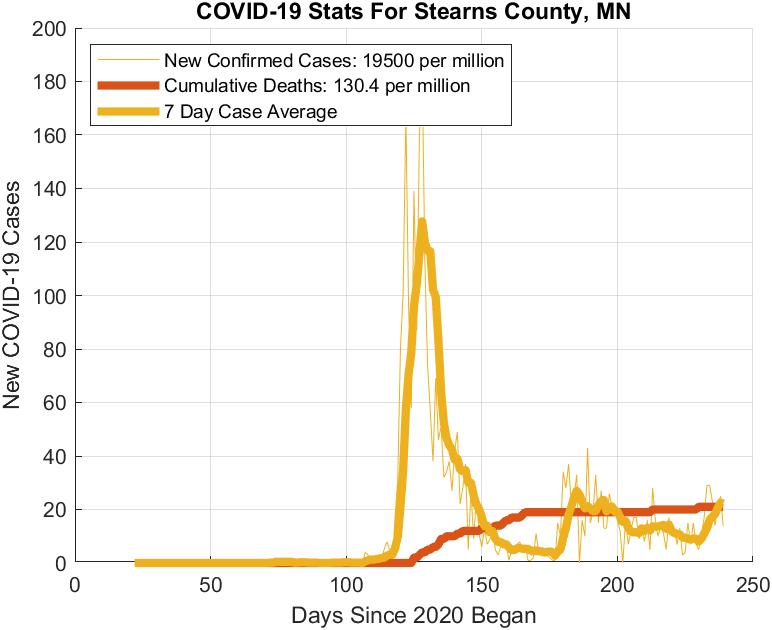 COVID-19 Stats For Stearns County, MN
200
180
160
140
120
100
80
60
40
20
0
New COVID-19 Cases
New Confirmed Cases: 19500 per million
Cumulative Deaths: 130.4 per million
7 Day Case Average
0 50 100 150 200 250
Days Since 2020 Began